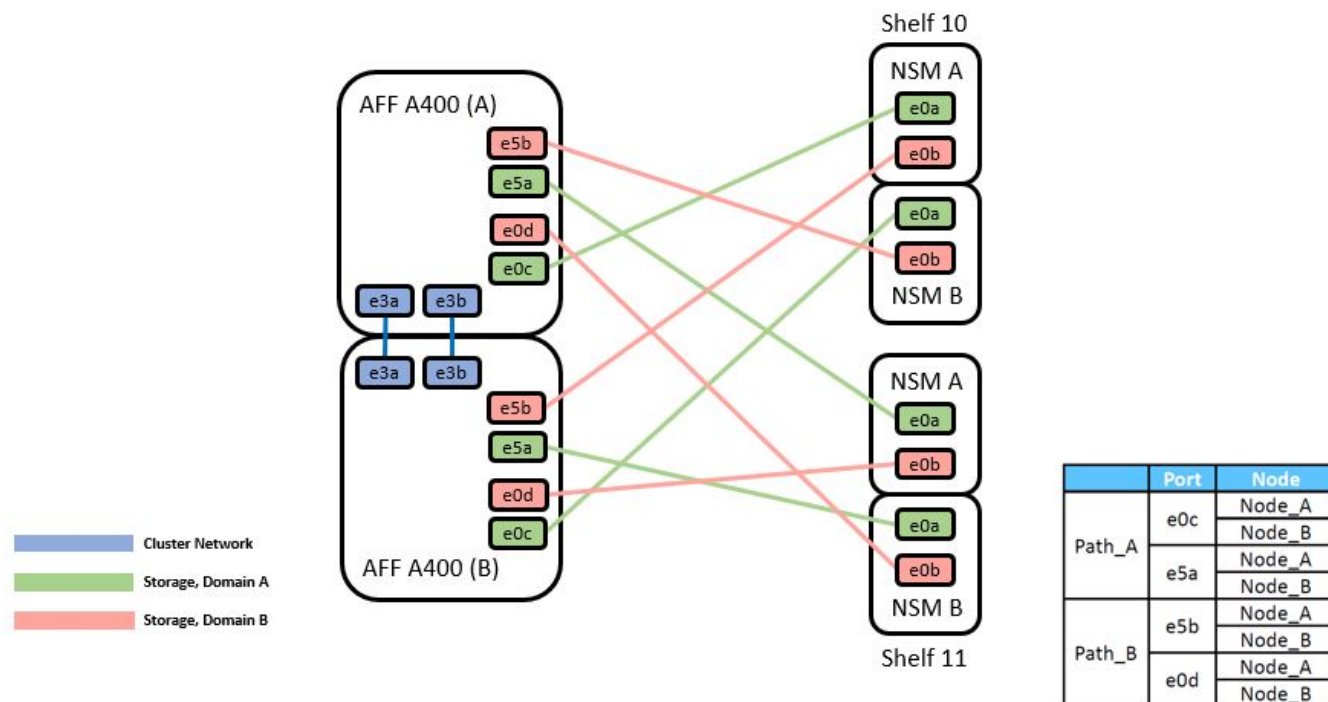 Shelf 10
AFF A400 (A)
e5b
e5a
e0d
e0c
e3a e3b
e3a e3b
e5b
e5a
e0d
e0c
AFF A400 (B)
NSM A
e0a
e0b
e0a
e0b
NSM B
NSM A
e0a
e0b
e0a
e0b
NSM B
Shelf 11
Cluster Network
Storage, Domain A
Storage, Domain B
Port Node
Path_A e0c Node_A
Node_B
e5a Node_A
Node_B
Path_B e5b Node_A
Node_B
e0d Node_A
Node_B